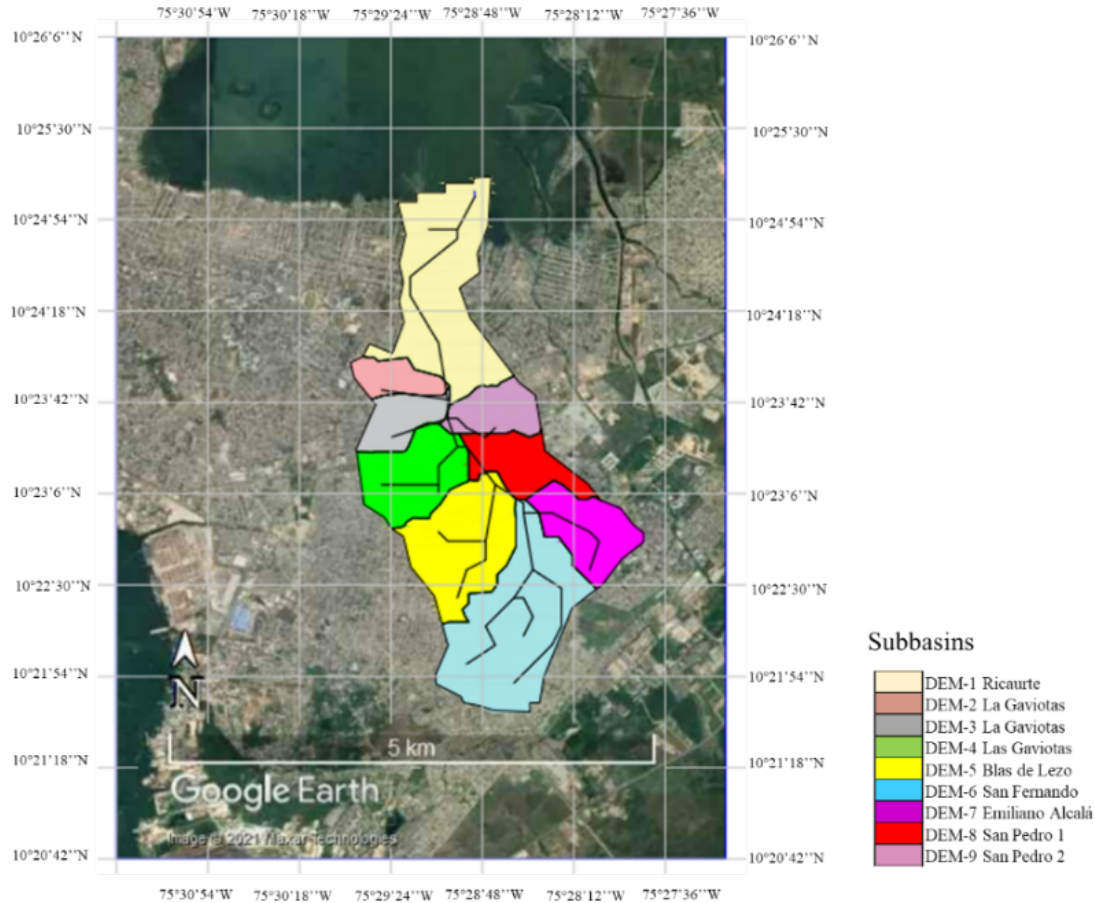 75°30'54''W 75°30'18''W 75°29'24''W 75°28'48''W 75°28'12''W 75°27'36''W
10°26'6''N 10°26'6''N
10°25'30''N 10°25'30''N
10°24'54''N 10°24'54''N
10°24'18''N 10°24'18''N
10°23'42''N 10°23'42''N
10°23'6''N 10°23'6''N
10°22'30''N 10°22'30''N
10°21'54''N 10°21'54''N
N
5 km
10°21'18''N 10°21'18''N
Google Earth
Image © 2021 Maxar Technologies
10°20'42''N 10°20'42''N
75°30'54''W 75°30'18''W 75°29'24''W 75°28'48''W 75°28'12''W 75°27'36''W
Subbasins
DEM-1 Ricaurte
DEM-2 La Gaviotas
DEM-3 La Gaviotas
DEM-4 Las Gaviotas
DEM-5 Blas de Lezo
DEM-6 San Fernando
DEM-7 Emiliano Alcalá
DEM-8 San Pedro 1
DEM-9 San Pedro 2